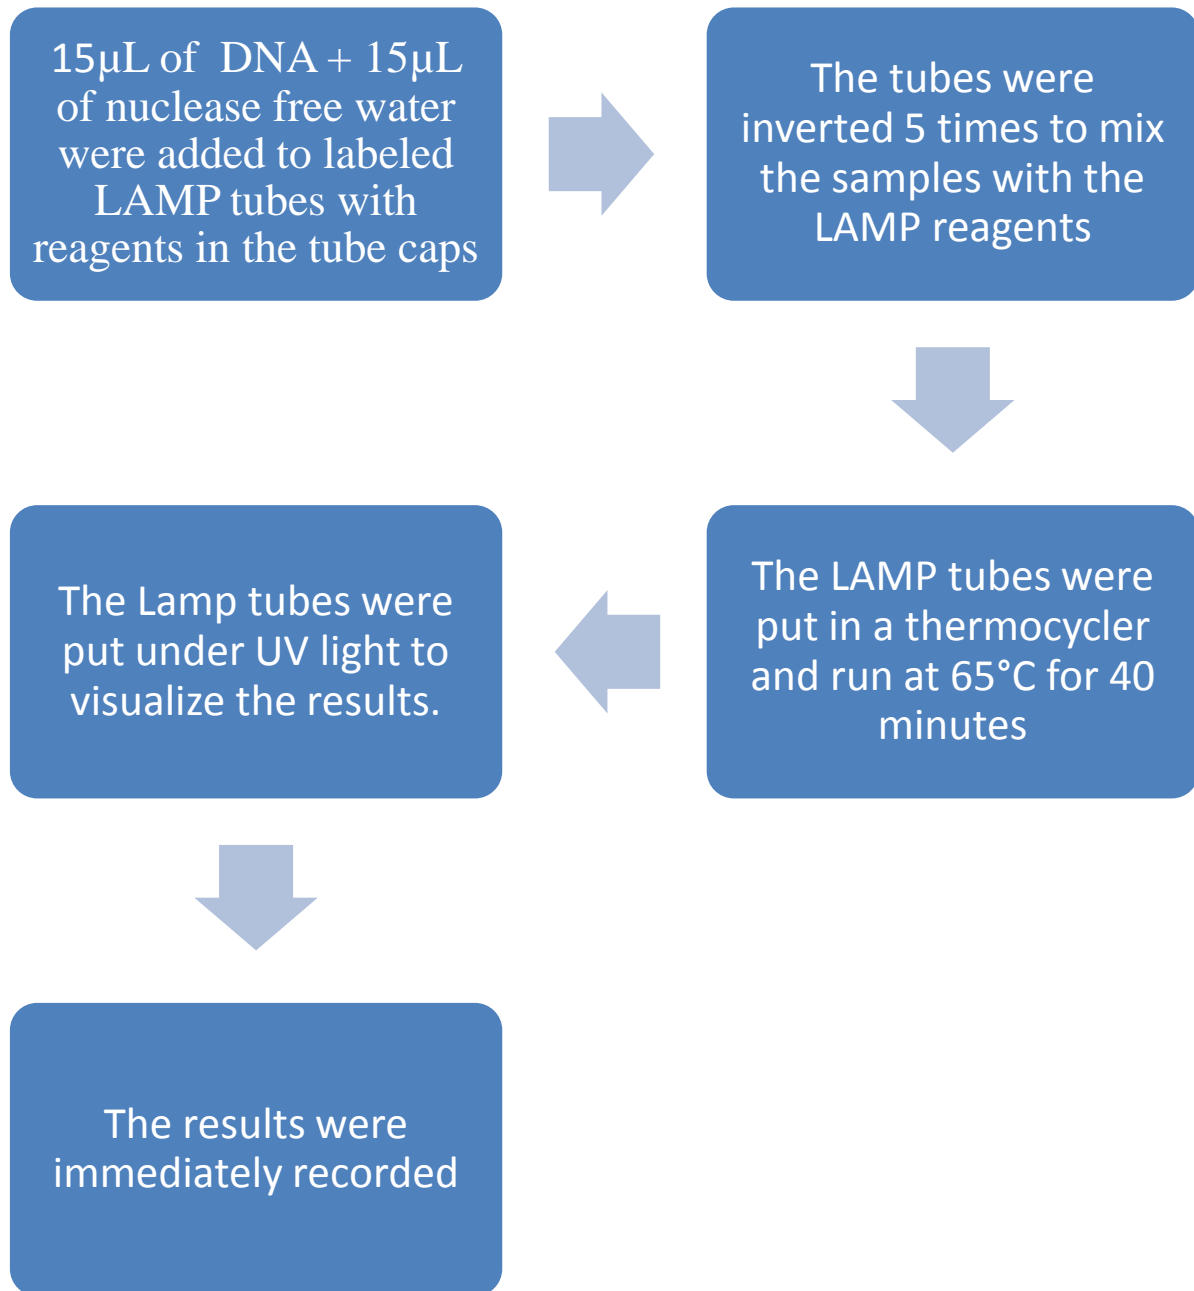 15µL of DNA + 15µL
of nuclease free water
were added to labeled
LAMP tubes with
reagents in the tube caps
The tubes were
inverted 5 times to mix
the samples with the
LAMP reagents
The LAMP tubes were
put in a thermocycler
and run at 65°C for 40
minutes
The Lamp tubes were
put under UV light to
visualize the results.
The results were
immediately recorded